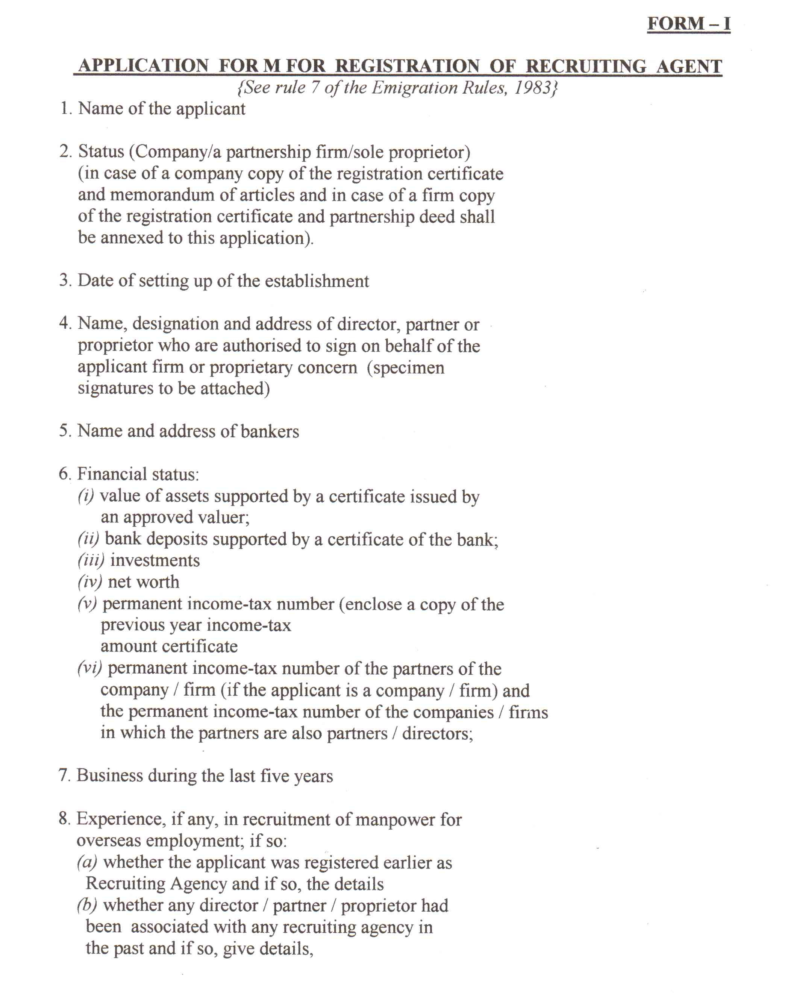 FORM – I
APPLICATION FOR M FOR REGISTRATION OF RECRUITING AGENT
{See rule 7 of the Emigration Rules, 1983}
1. Name of the applicant
2. Status (Company/a partnership firm/sole proprietor)
(in case of a company copy of the registration certificate
and memorandum of articles and in case of a firm copy
of the registration certificate and partnership deed shall
be annexed to this application).
3. Date of setting up of the establishment
4. Name, designation and address of director, partner or
proprietor who are authorised to sign on behalf of the
applicant firm or proprietary concern (specimen
signatures to be attached)
5. Name and address of bankers
6. Financial status:
(i) value of assets supported by a certificate issued by
an approved valuer;
(ii) bank deposits supported by a certificate of the bank;
(iii) investments
(iv) net worth
(v) permanent income-tax number (enclose a copy of the
previous year income-tax
amount certificate
(vi) permanent income-tax number of the partners of the
company / firm (if the applicant is a company / firm) and
the permanent income-tax number of the companies / firms
in which the partners are also partners / directors;
7. Business during the last five years
8. Experience, if any, in recruitment of manpower for
overseas employment; if so:
(a) whether the applicant was registered earlier as
Recruiting Agency and if so, the details
(b) whether any director / partner / proprietor had
been associated with any recruiting agency in
the past and if so, give details,